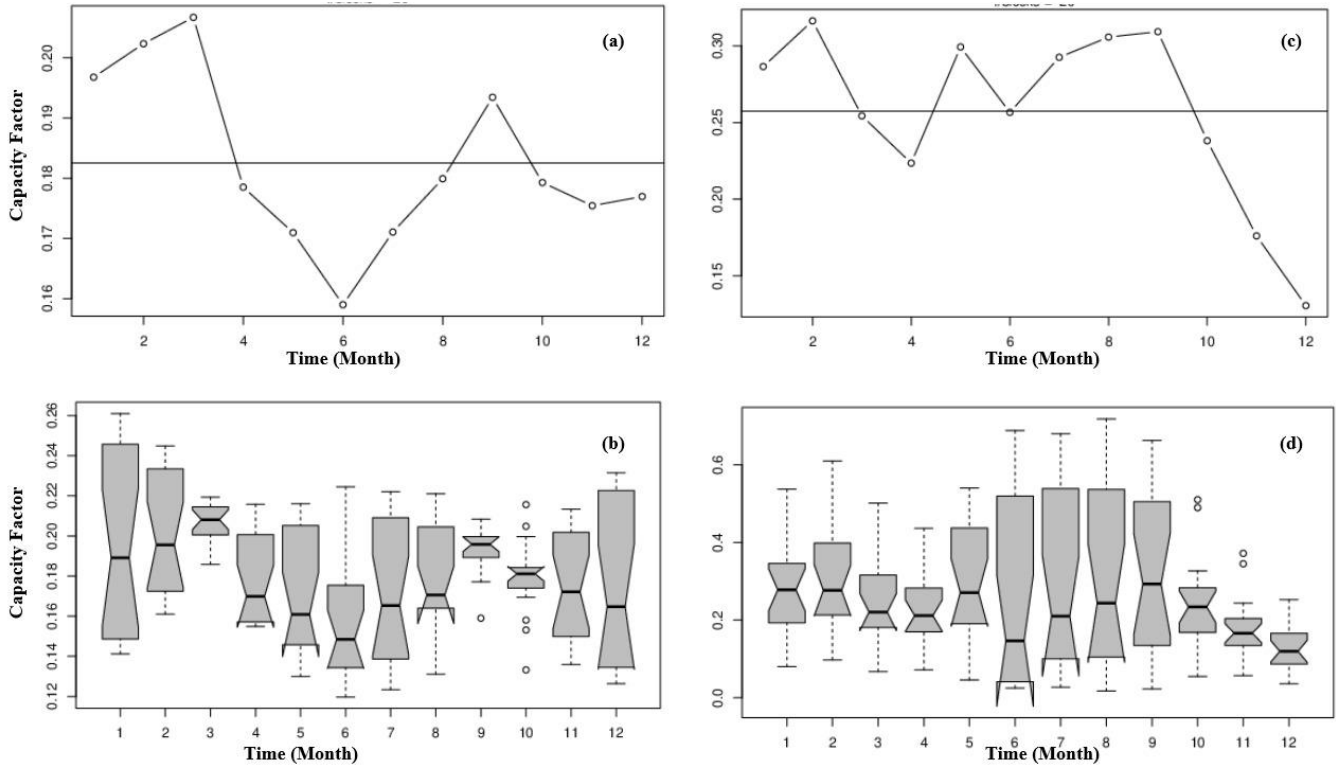 (a)
Capacity Factor
0.20
0.19
0.18
0.17
0.16
2 4 6 8 10 12
Time (Month)
(c)
0.30
0.25
0.20
0.15
2 4 6 8 10 12
Time (Month)
(b)
Capacity Factor
0.26
0.24
0.22
0.20
0.18
0.16
0.14
0.12
1 2 3 4 5 6 7 8 9 10 11 12
Time (Month)
(d)
0.6
0.4
0.2
0.0
1 2 3 4 5 6 7 8 9 10 11 12
Time (Month)